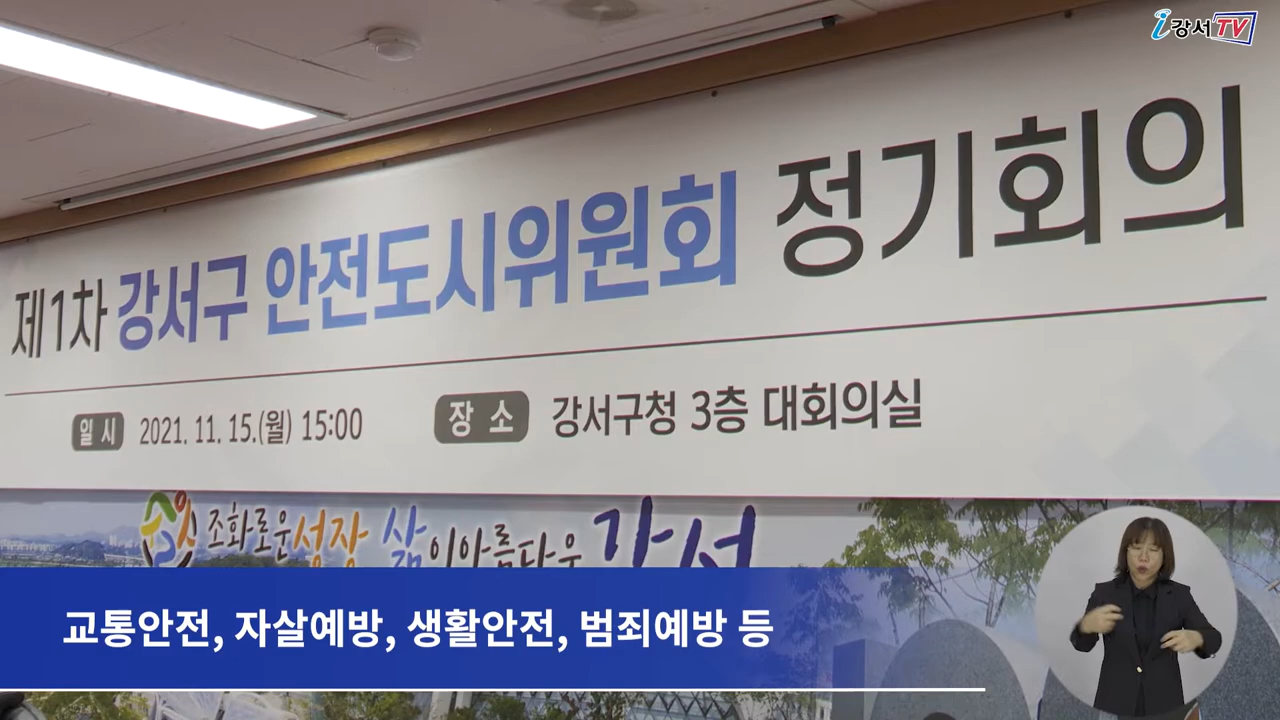 i강서TV
제1차 강서구 안전도시위원회 정기회의
일시 2021. 11. 15.(월) 15:00 장소 강서구청 3층 대회의실
조화로운 성장 삶이 아름다운 강서
교통안전, 자살예방, 생활안전, 범죄예방 등